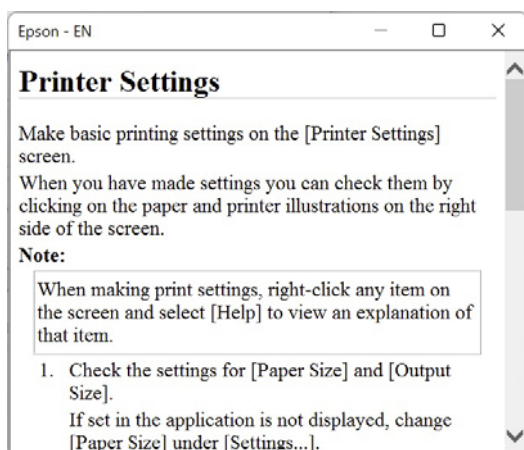 Epson - EN
Printer Settings
Make basic printing settings on the [Printer Settings]
screen.
When you have made settings you can check them by
clicking on the paper and printer illustrations on the right
side of the screen.
Note:
When making print settings, right-click any item on
the screen and select [Help] to view an explanation of
that item.
1. Check the settings for [Paper Size] and [Output
Size].
If set in the application is not displayed, change
[Paper Size] under [Settings...].